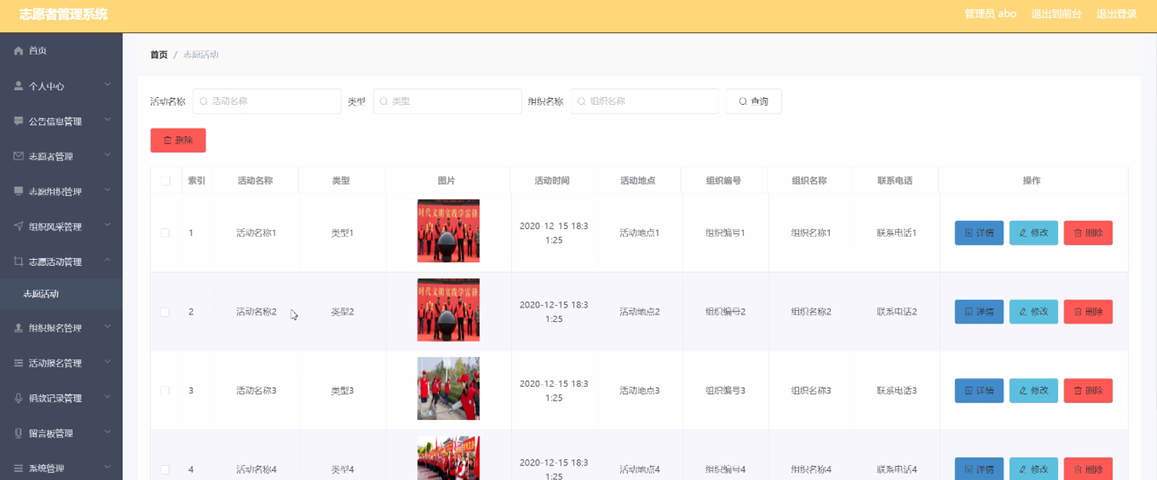 志愿者管理系统
管理员 abo 退出到前台 退出登录
首页
个人中心
公告信息管理
志愿者管理
志愿组织管理
组织风采管理
志愿活动管理
志愿活动
组织报名管理
活动报名管理
捐款记录管理
留言板管理
系统管理
首页 / 志愿活动
活动名称 活动名称 类型 类型 组织名称 组织名称 查询
删除
索引 活动名称 类型 图片 活动时间 活动地点 组织编号 组织名称 联系电话 操作
1 活动名称1 类型1 2020-12-15 18:3
1:25 活动地点1 组织编号1 组织名称1 联系电话1 详情 修改 删除
2 活动名称2 类型2 2020-12-15 18:3
1:25 活动地点2 组织编号2 组织名称2 联系电话2 详情 修改 删除
3 活动名称3 类型3 2020-12-15 18:3
1:25 活动地点3 组织编号3 组织名称3 联系电话3 详情 修改 删除
4 活动名称4 类型4 2020-12-15 18:3
1:25 活动地点4 组织编号4 组织名称4 联系电话4 详情 修改 删除